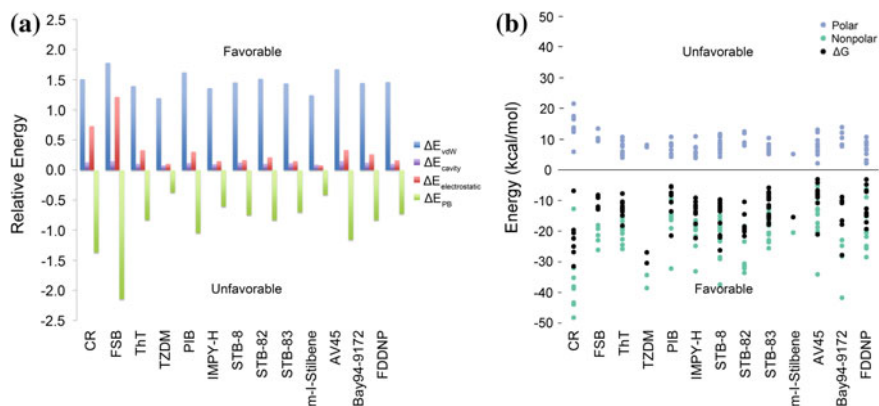 (a)
Relative Energy
2.5
2.0
1.5
1.0
0.5
0.0
-0.5
-1.0
-1.5
-2.0
-2.5
Favorable
Unfavorable
ΔEvdW
ΔEcavity
ΔEelectrostatic
ΔEPB
CR
FSB
ThT
TZDM
PIB
IMPY-H
STB-8
STB-82
STB-83
m-I-Stilbene
AV45
Bay94-9172
FDDNP
(b)
Energy (kcal/mol)
50
40
30
20
10
0
-10
-20
-30
-40
-50
Polar
Nonpolar
ΔG
Unfavorable
Favorable
CR
FSB
ThT
TZDM
PIB
IMPY-H
STB-8
STB-82
STB-83
m-I-Stilbene
AV45
Bay94-9172
FDDNP